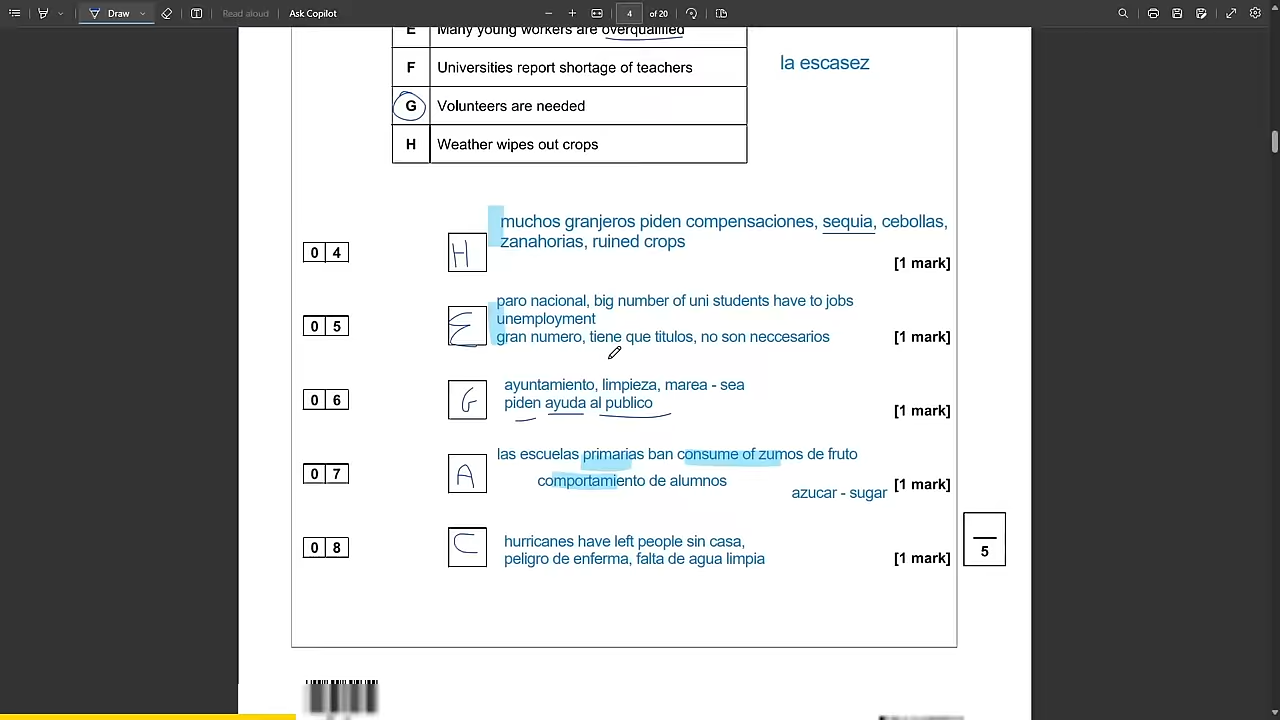 Draw
Read aloud
Ask Copilot
4
of 20
E Many young workers are overqualified
F Universities report shortage of teachers
la escasez
G Volunteers are needed
H Weather wipes out crops
muchos granjeros piden compensaciones, sequia, cebollas,
zanahorias, ruined crops
0 4
H
[1 mark]
paro nacional, big number of uni students have to jobs
unemployment
0 5
E
gran numero, tiene que titulos, no son neccesarios
[1 mark]
ayuntamiento, limpieza, marea - sea
0 6
G
piden ayuda al publico
[1 mark]
las escuelas primarias ban consume of zumos de fruto
0 7
A
comportamiento de alumnos
azucar - sugar
[1 mark]
hurricanes have left people sin casa,
0 8
C
peligro de enferma, falta de agua limpia
[1 mark]
5